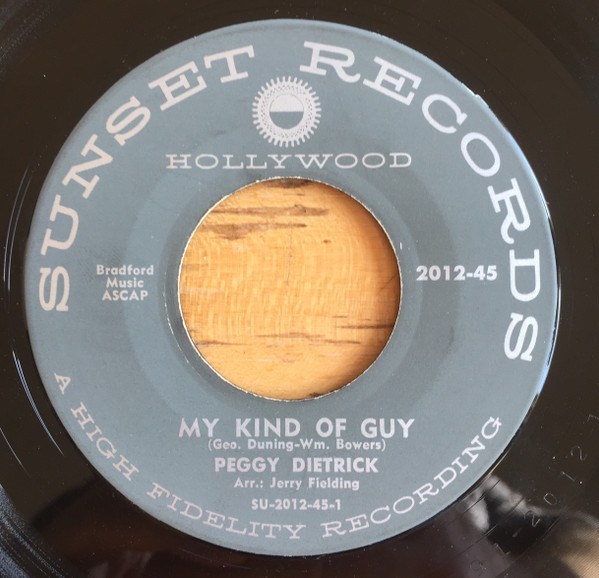 SUNSET RECORDS
HOLLYWOOD
Bradford
Music
ASCAP
2012-45
MY KIND OF GUY
(Geo. Duning-Wm. Bowers)
PEGGY DIETRICK
Arr.: Jerry Fielding
SU-2012-45-1
A HIGH FIDELITY RECORDING